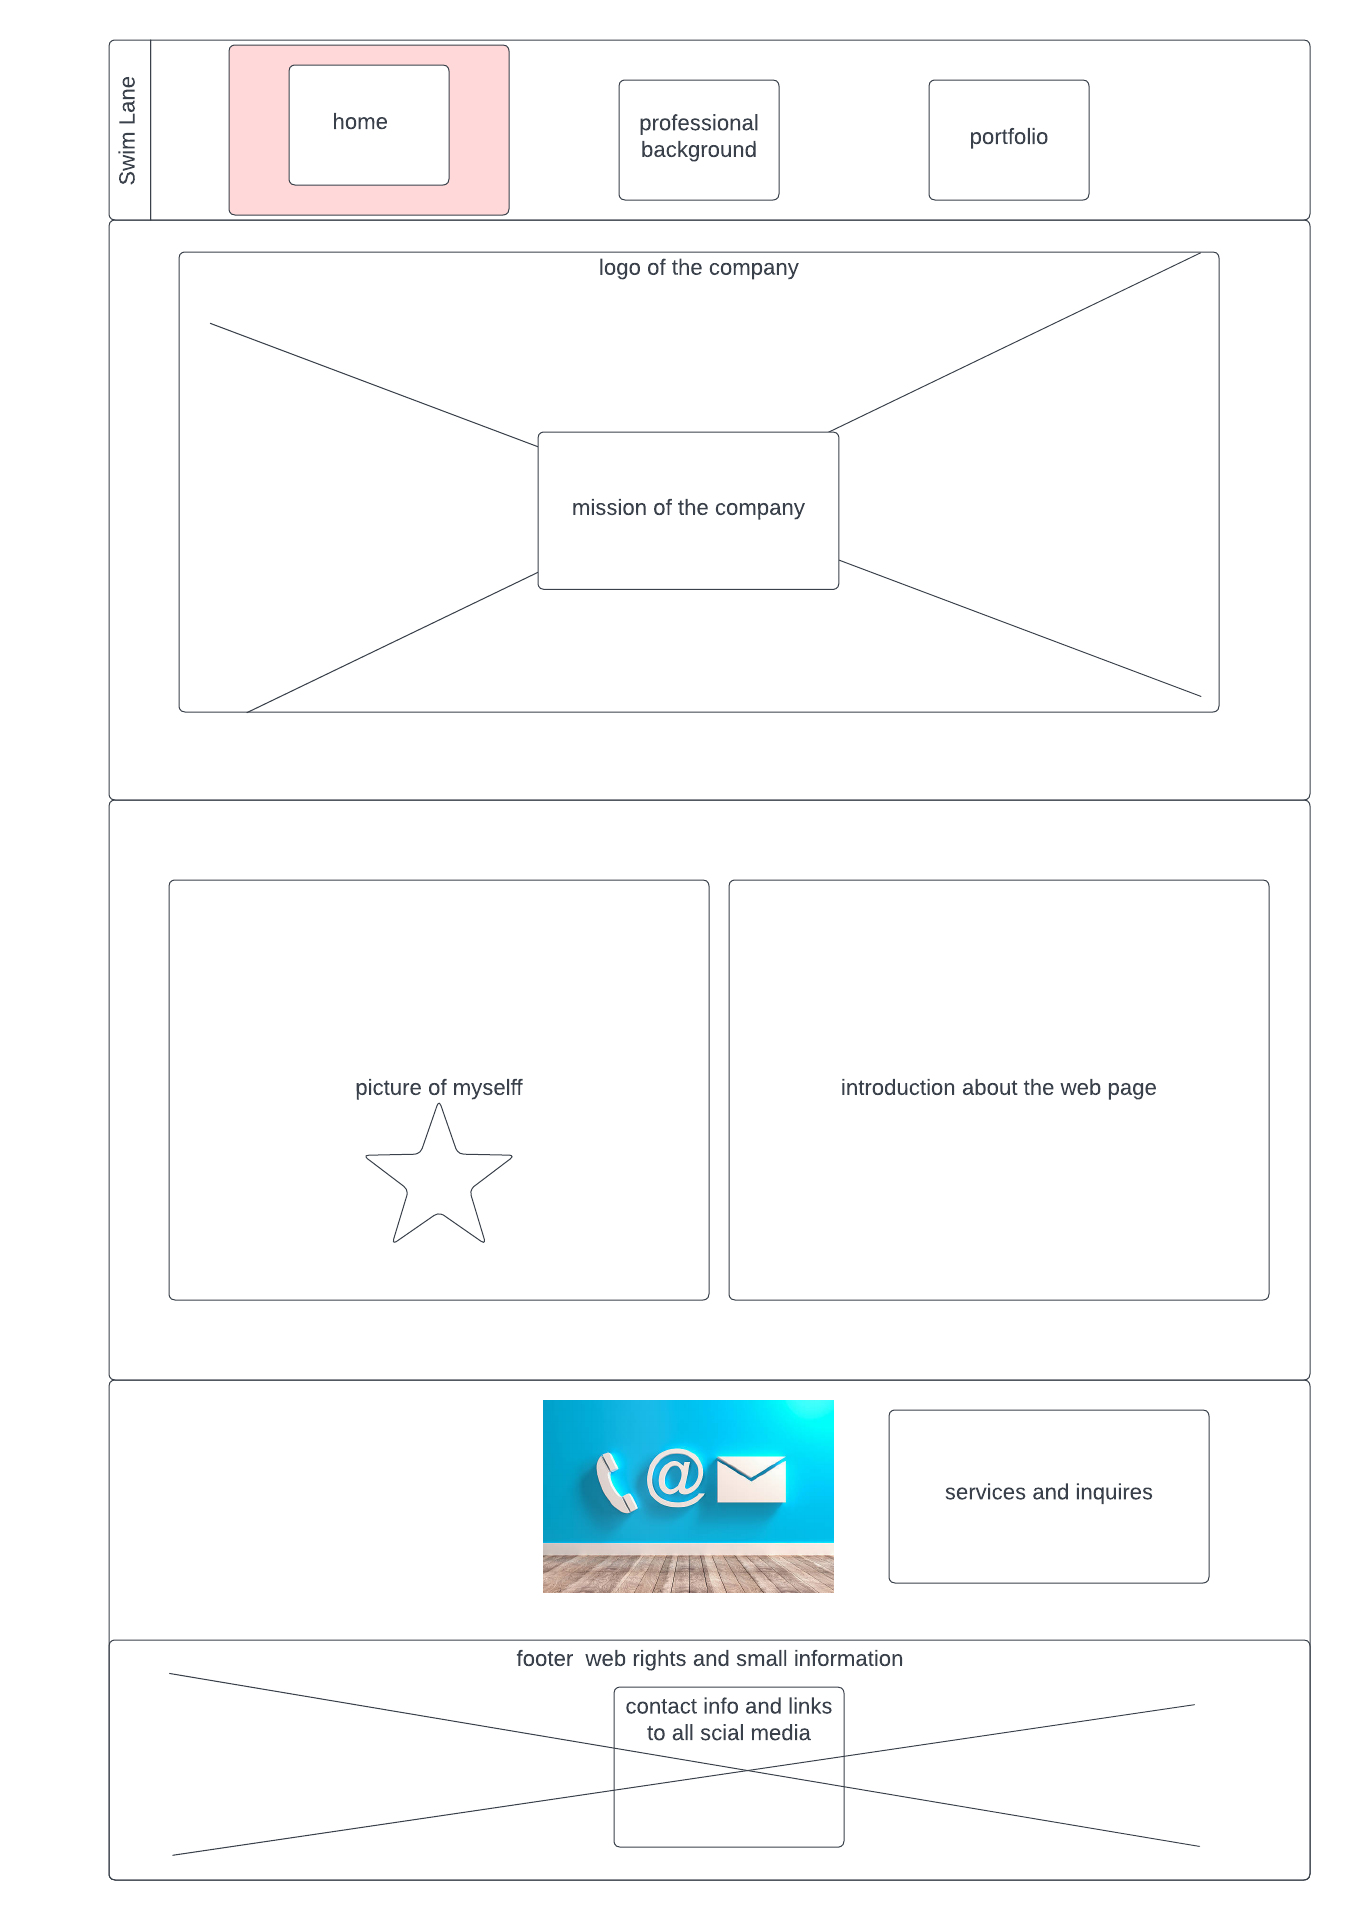 Swim Lane
home
professional
background
portfolio
logo of the company
mission of the company
picture of myselff
introduction about the web page
@
services and inquires
footer  web rights and small information
contact info and links
to all scial media